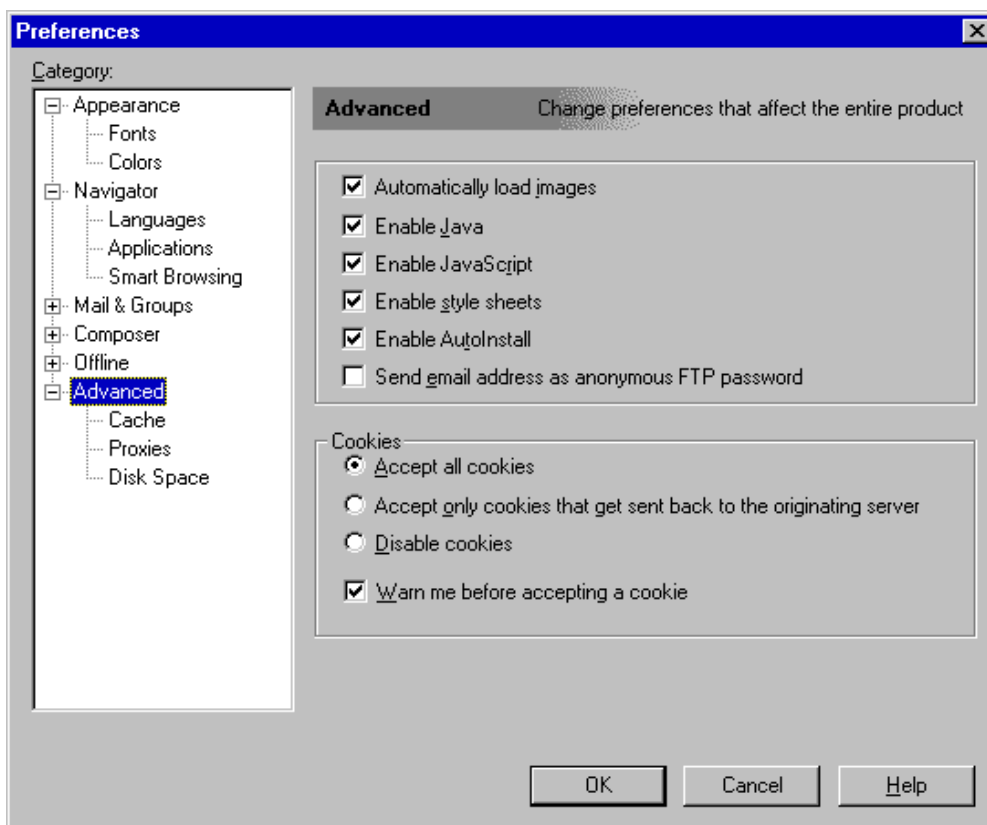 Preferences
Category:
Appearance
Fonts
Colors
Navigator
Languages
Applications
Smart Browsing
Mail & Groups
Composer
Offline
Advanced
Cache
Proxies
Disk Space
Advanced Change preferences that affect the entire product
Automatically load images
Enable Java
Enable JavaScript
Enable style sheets
Enable AutoInstall
Send email address as anonymous FTP password
Cookies
Accept all cookies
Accept only cookies that get sent back to the originating server
Disable cookies
Warn me before accepting a cookie
OK Cancel Help